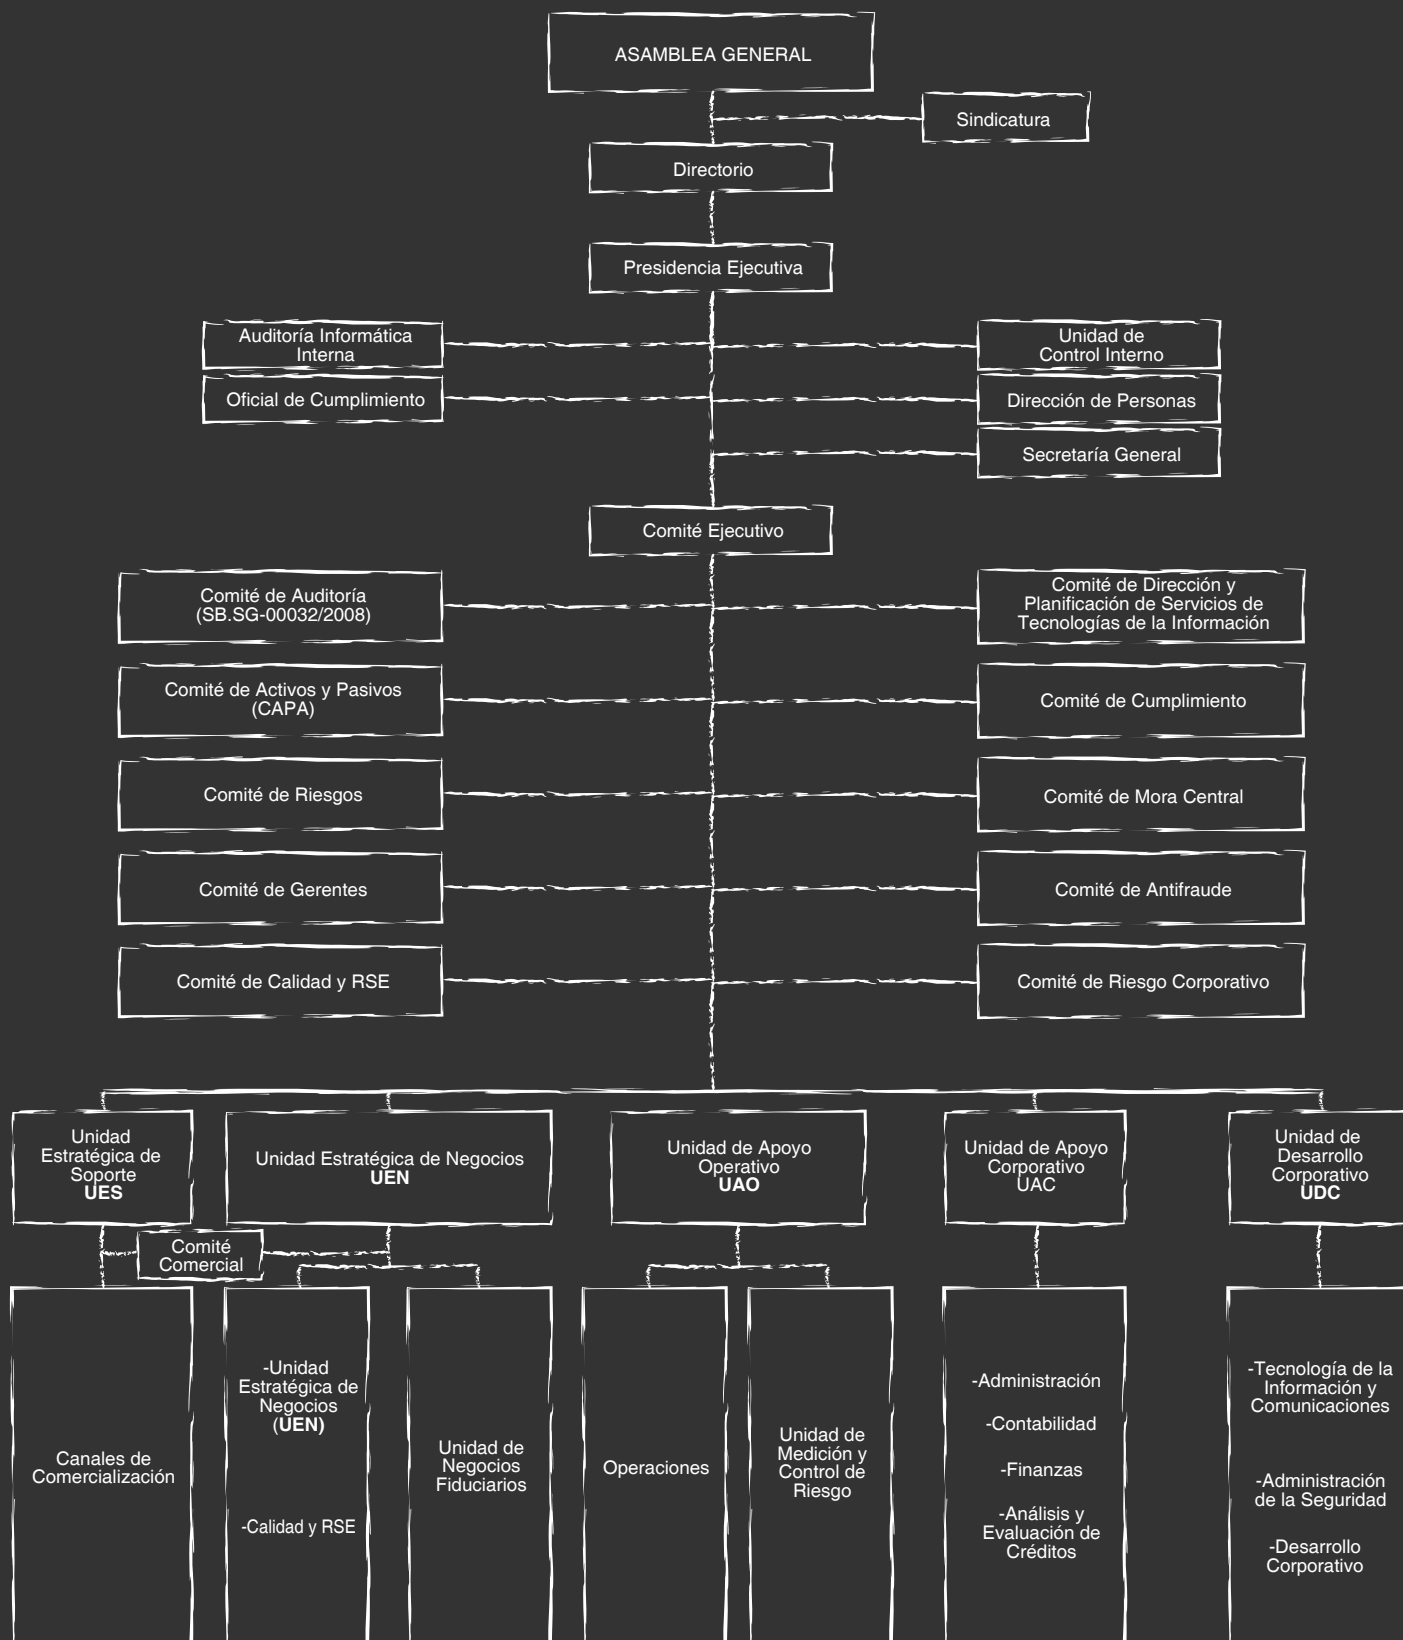 ASAMBLEA GENERAL
Sindicatura
Directorio
Presidencia Ejecutiva
Auditoría Informática
Interna
Unidad de
Control Interno
Oficial de Cumplimiento
Dirección de Personas
Secretaría General
Comité Ejecutivo
Comité de Auditoría
(SB.SG-00032/2008)
Comité de Dirección y
Planificación de Servicios de
Tecnologías de la Información
Comité de Activos y Pasivos
(CAPA)
Comité de Cumplimiento
Comité de Riesgos
Comité de Mora Central
Comité de Gerentes
Comité de Antifraude
Comité de Calidad y RSE
Comité de Riesgo Corporativo
Unidad
Estratégica de
Soporte
UES
Unidad Estratégica de Negocios
UEN
Unidad de Apoyo
Operativo
UAO
Unidad de Apoyo
Corporativo
UAC
Unidad de
Desarrollo
Corporativo
UDC
Comité
Comercial
Canales de
Comercialización
-Unidad
Estratégica de
Negocios
(UEN)
-Calidad y RSE
Unidad de
Negocios
Fiduciarios
Operaciones
Unidad de
Medición y
Control de
Riesgo
-Administración
-Contabilidad
-Finanzas
-Análisis y
Evaluación de
Créditos
-Tecnología de la
Información y
Comunicaciones
-Administración
de la Seguridad
-Desarrollo
Corporativo